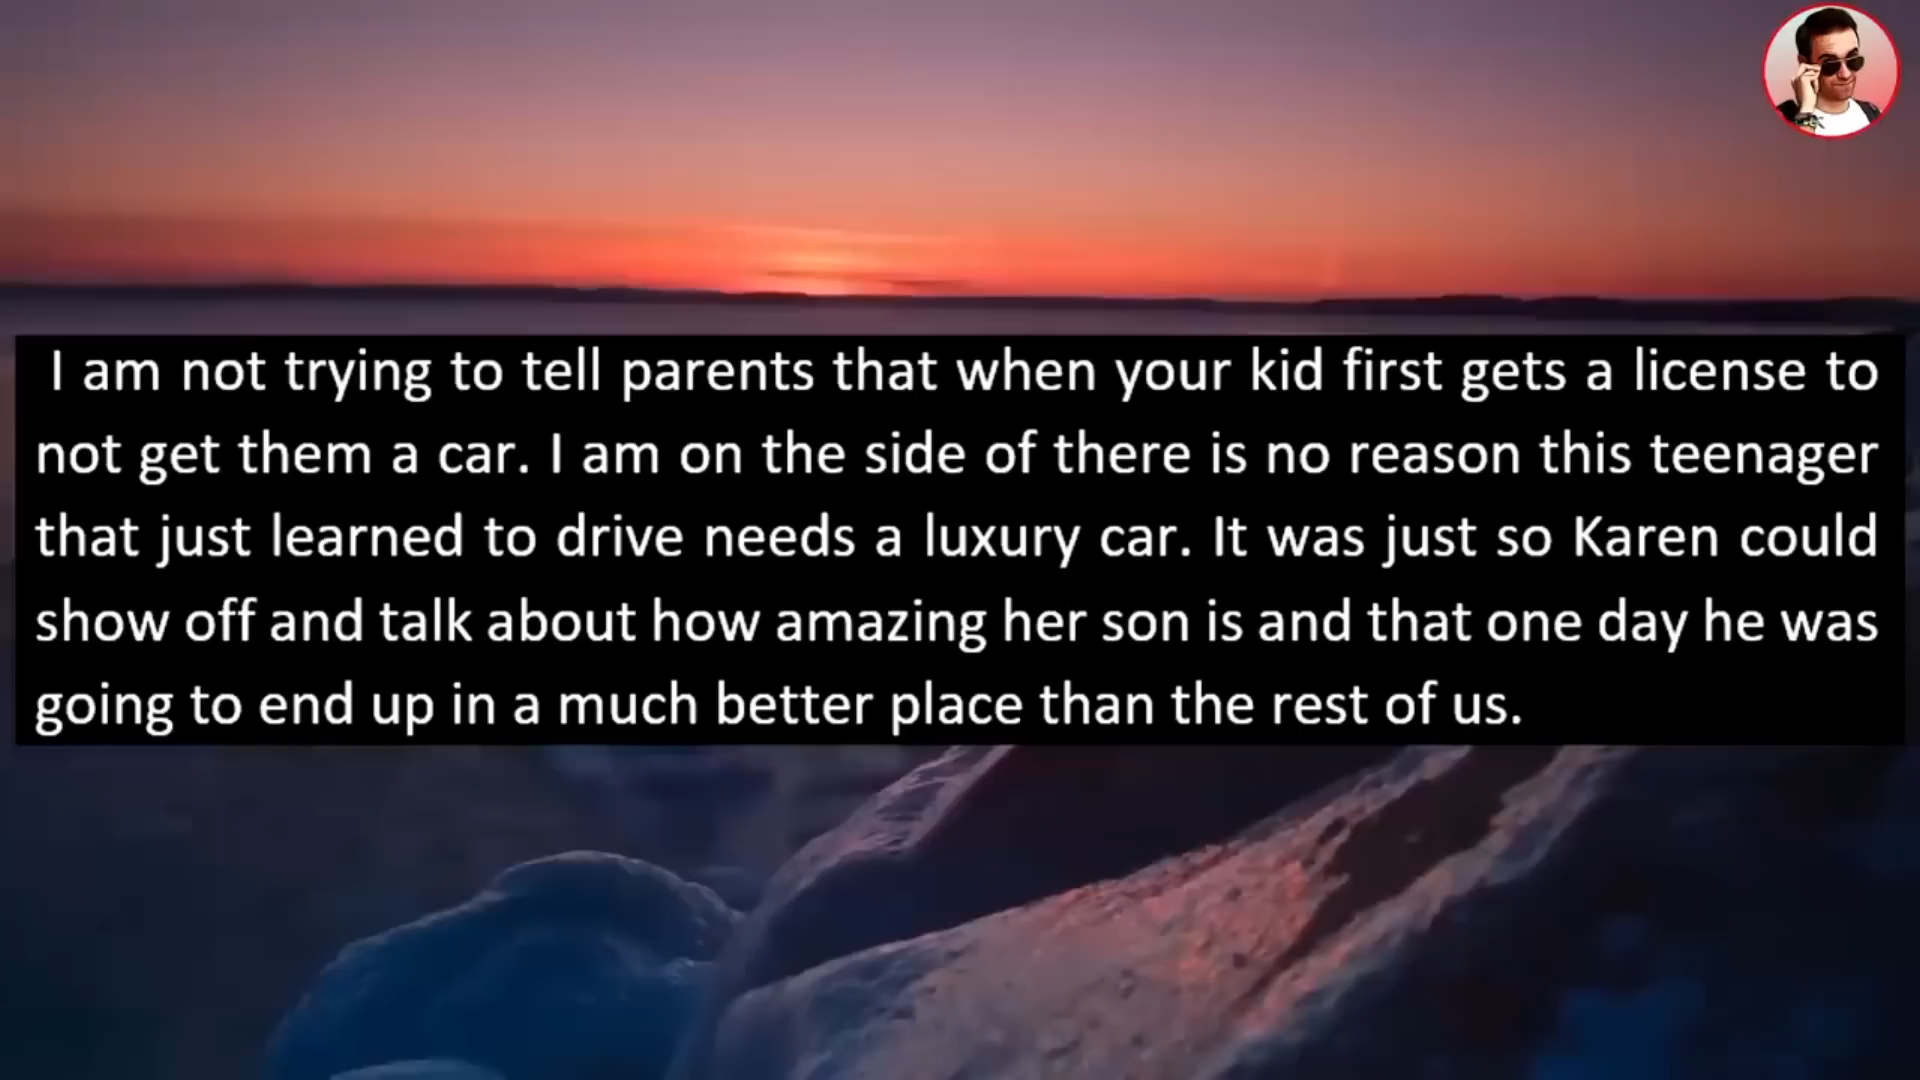 I am not trying to tell parents that when your kid first gets a license to
not get them a car. I am on the side of there is no reason this teenager
that just learned to drive needs a luxury car. It was just so Karen could
show off and talk about how amazing her son is and that one day he was
going to end up in a much better place than the rest of us.